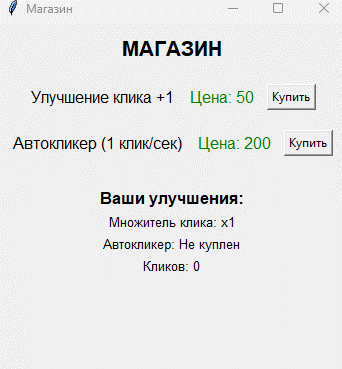 Магазин
МАГАЗИН
Улучшение клика +1 Цена: 50 Купить
Автокликер (1 клик/сек) Цена: 200 Купить
Ваши улучшения:
Множитель клика: x1
Автокликер: Не куплен
Кликов: 0